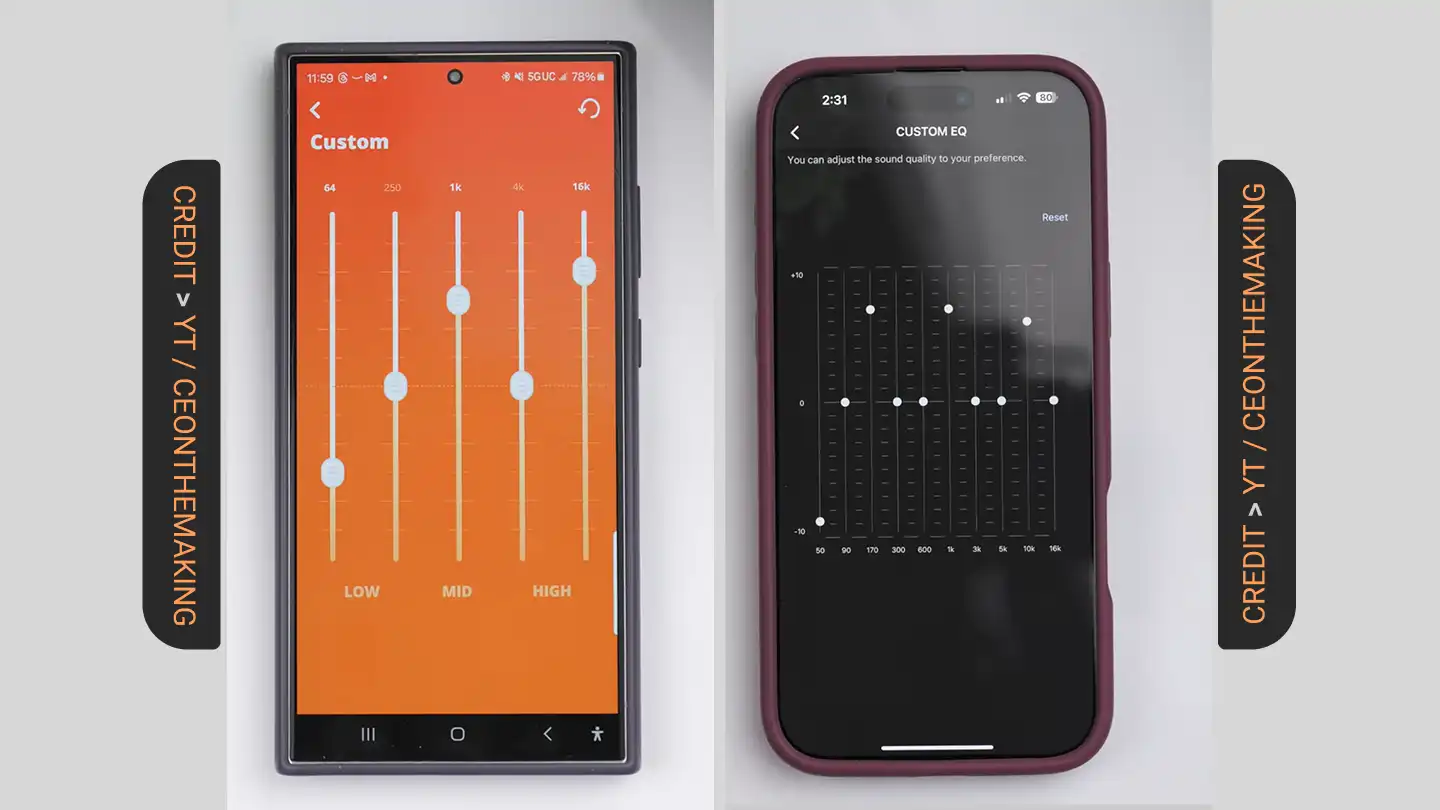 CREDIT > YT / CEONTHEMAKING
11:59
5GUC
78%
Custom
64 250 1k 4k 16k
LOW MID HIGH
2:31
80
CUSTOM EQ
You can adjust the sound quality to your preference.
Reset
+10
0
-10
50 90 170 300 600 1k 3k 5k 10k 16k
CREDIT > YT / CEONTHEMAKING